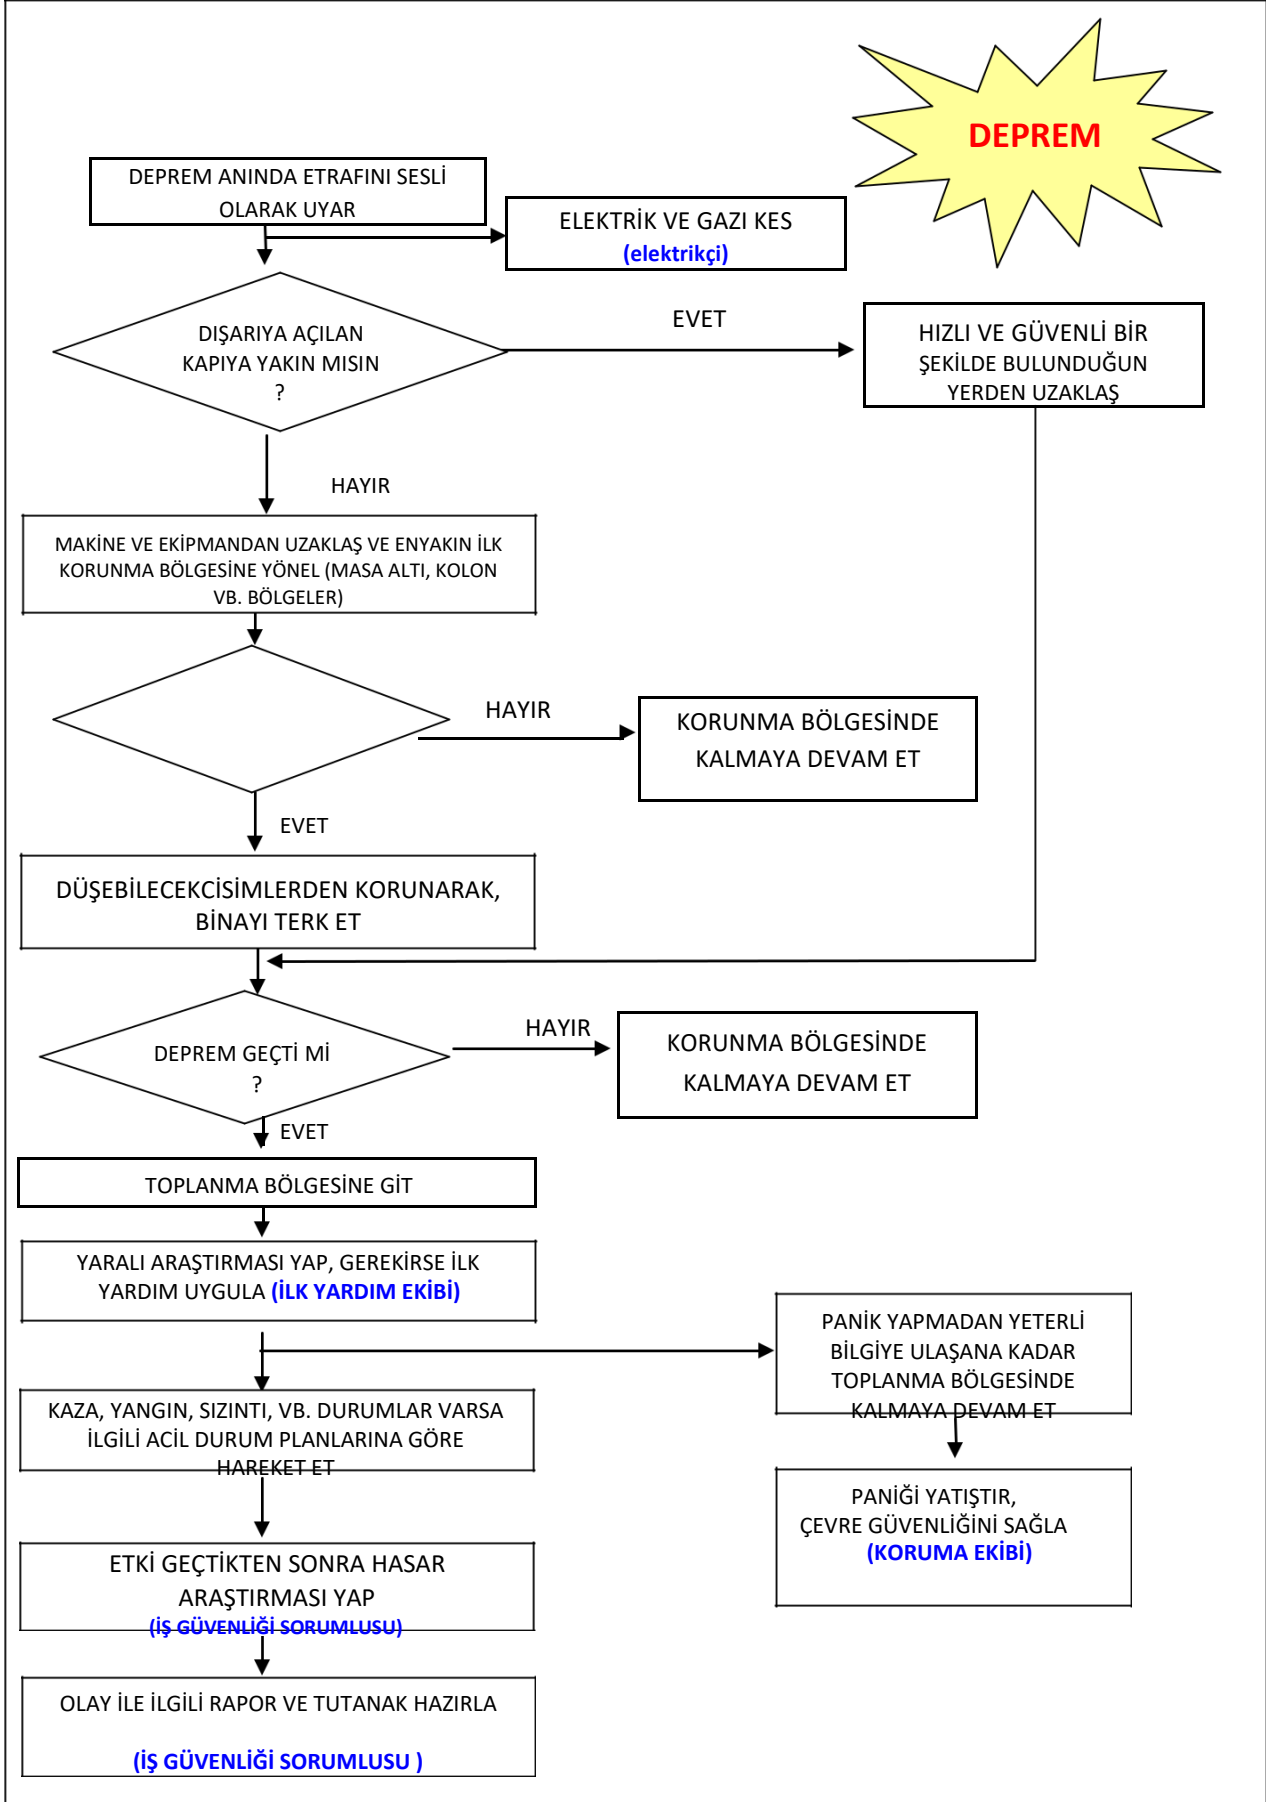 DEPREM
DEPREM ANINDA ETRAFINI SESLİ
OLARAK UYAR
ELEKTRİK VE GAZI KES
(elektrikçi)
DIŞARIYA AÇILAN
KAPIYA YAKIN MISIN
?
EVET
HIZLI VE GÜVENLİ BİR
ŞEKİLDE BULUNDUĞUN
YERDEN UZAKLAŞ
HAYIR
MAKİNE VE EKİPMANDAN UZAKLAŞ VE ENYAKIN İLK
KORUNMA BÖLGESİNE YÖNEL (MASA ALTI, KOLON
VB. BÖLGELER)
HAYIR
KORUNMA BÖLGESİNDE
KALMAYA DEVAM ET
EVET
DÜŞEBİLECEKCİSİMLERDEN KORUNARAK,
BİNAYI TERK ET
DEPREM GEÇTİ Mİ
?
HAYIR
KORUNMA BÖLGESİNDE
KALMAYA DEVAM ET
EVET
TOPLANMA BÖLGESİNE GİT
YARALI ARAŞTIRMASI YAP, GEREKİRSE İLK
YARDIM UYGULA (İLK YARDIM EKİBİ)
PANİK YAPMADAN YETERLİ
BİLGİYE ULAŞANA KADAR
TOPLANMA BÖLGESİNDE
KALMAYA DEVAM ET
KAZA, YANGIN, SIZINTI, VB. DURUMLAR VARSA
İLGİLİ ACİL DURUM PLANLARINA GÖRE
HAREKET ET
PANİĞİ YATIŞTIR,
ÇEVRE GÜVENLİĞİNİ SAĞLA
(KORUMA EKİBİ)
ETKİ GEÇTİKTEN SONRA HASAR
ARAŞTIRMASI YAP
(İŞ GÜVENLİĞİ SORUMLUSU)
OLAY İLE İLGİLİ RAPOR VE TUTANAK HAZIRLA
(İŞ GÜVENLİĞİ SORUMLUSU )